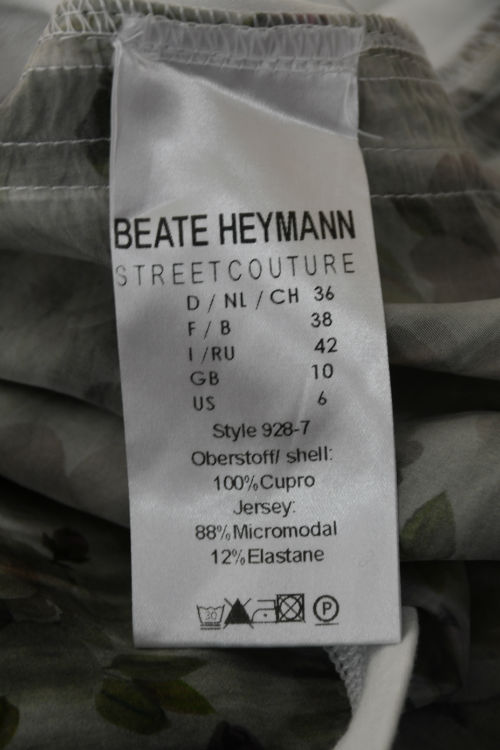 BEATE HEYMANN
STREETCOUTURE
D / NL / CH 36
F / B 38
I /RU 42
GB 10
US 6
Style 928-7
Oberstoff/ shell:
100%Cupro
Jersey:
88%Micromodal
12%Elastane
30 P